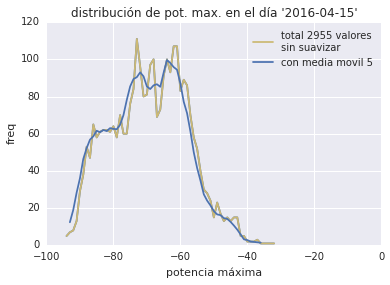 distribución de pot. max. en el día '2016-04-15'
total 2955 valores
sin suavizar
con media movil 5
freq
120
100
80
60
40
20
0
−100
−80
−60
−40
−20
0
potencia máxima